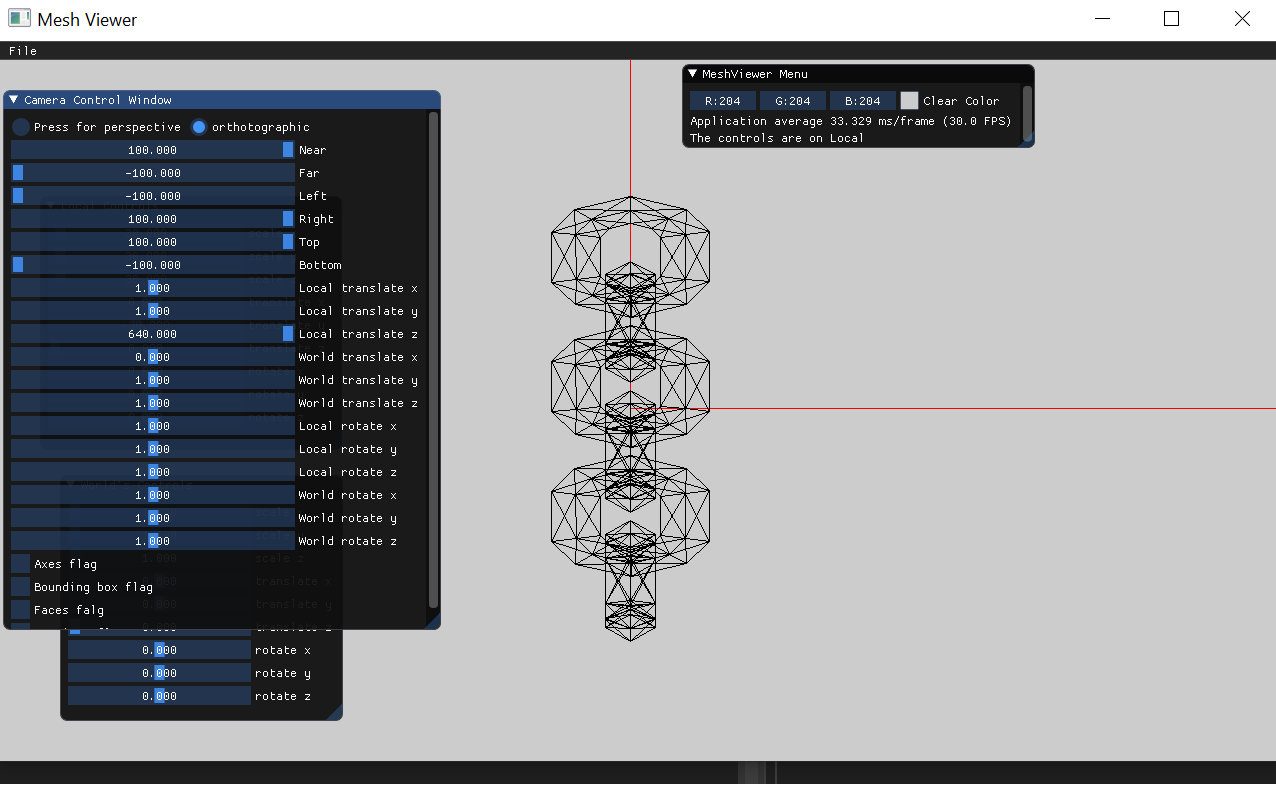 Mesh Viewer
File
MeshViewer Menu
R:204 G:204 B:204 Clear Color
Application average 33.329 ms/frame (30.0 FPS)
The controls are on Local
Camera Control Window
Press for perspective orthotographic
100.000 Near
-100.000 Far
-100.000 Left
100.000 Right
100.000 Top
-100.000 Bottom
1.000 Local translate x
1.000 Local translate y
640.000 Local translate z
0.000 World translate x
1.000 World translate y
1.000 World translate z
1.000 Local rotate x
1.000 Local rotate y
1.000 Local rotate z
1.000 World rotate x
1.000 World rotate y
1.000 World rotate z
Axes flag
Bounding box flag
Faces falg
scale z
translate x
translate y
0.000 translate z
0.000 rotate x
0.000 rotate y
0.000 rotate z